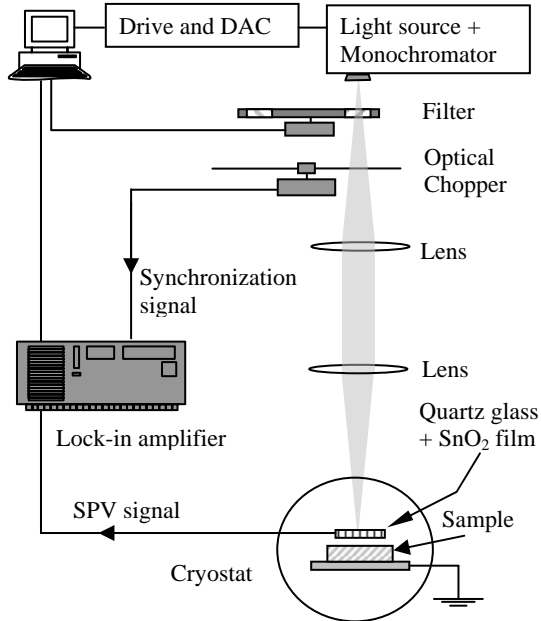 Drive and DAC
Light source +
Monochromator
Filter
Optical
Chopper
Lens
Synchronization
signal
Lens
Quartz glass
+ SnO₂ film
Lock-in amplifier
SPV signal
Sample
Cryostat